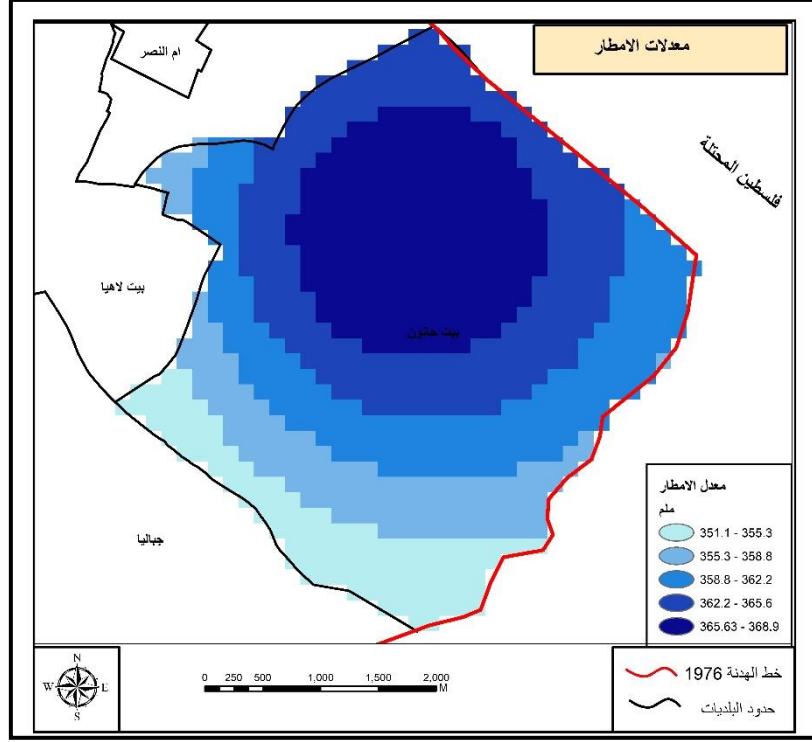 معدلات الامطار
ام النصر
فلسطين المحتلة
بيت لاهيا
بيت حانون
جباليا
معدل الامطار
ملم
351.1 - 355.3
355.3 - 358.8
358.8 - 362.2
362.2 - 365.6
365.63 - 368.9
N
W E
S
0 250 500 1,000 1,500 2,000
M
خط الهدنة 1976
حدود البلديات